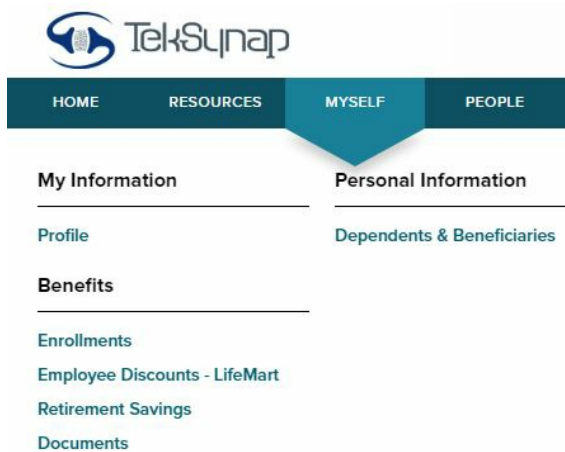 TekSynap
HOME RESOURCES MYSELF PEOPLE
My Information
Profile
Benefits
Enrollments
Employee Discounts - LifeMart
Retirement Savings
Documents
Personal Information
Dependents & Beneficiaries